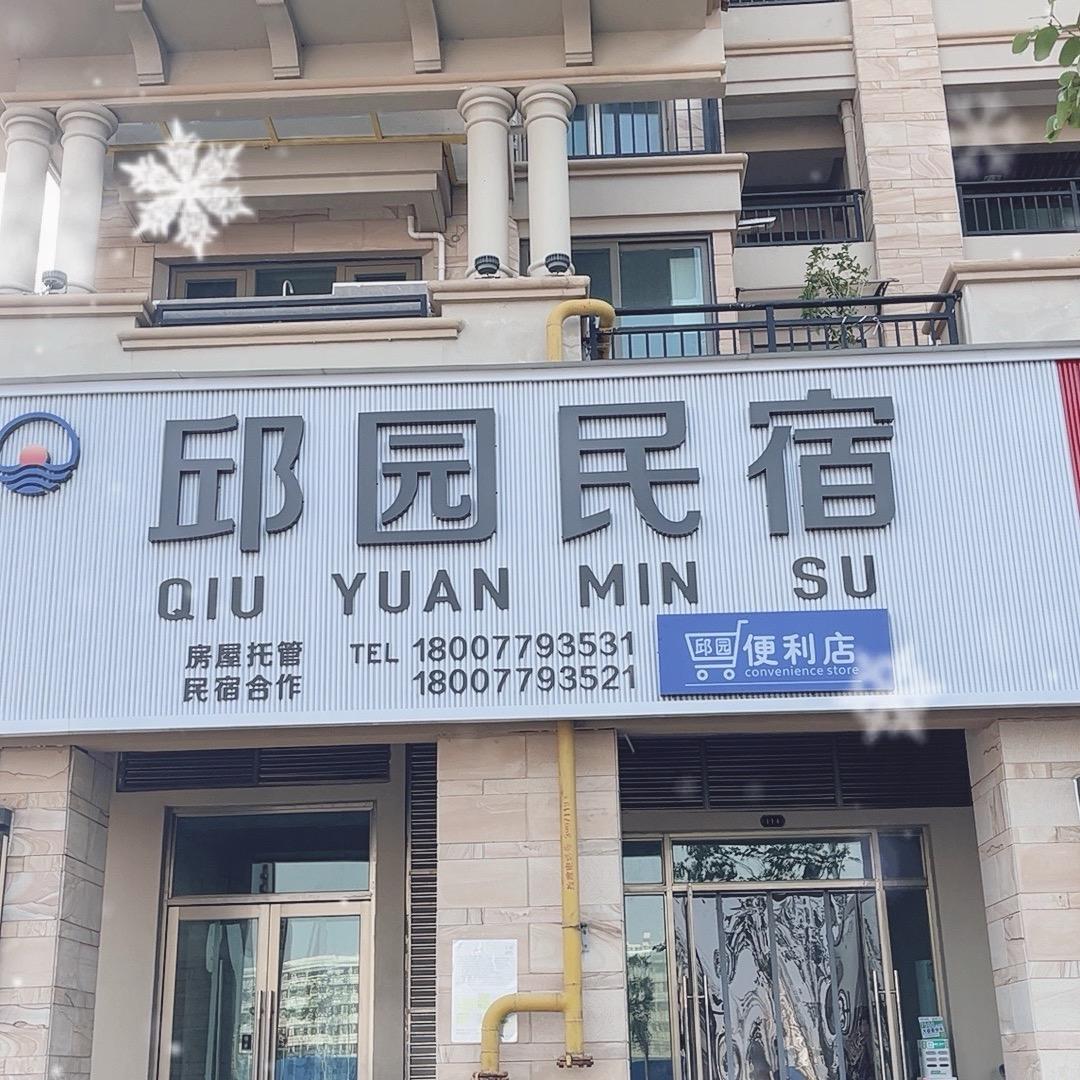 邱园民宿
QIU YUAN MIN SU
房屋托管 TEL 18007793531
民宿合作 18007793521
邱园 便利店
convenience store
114